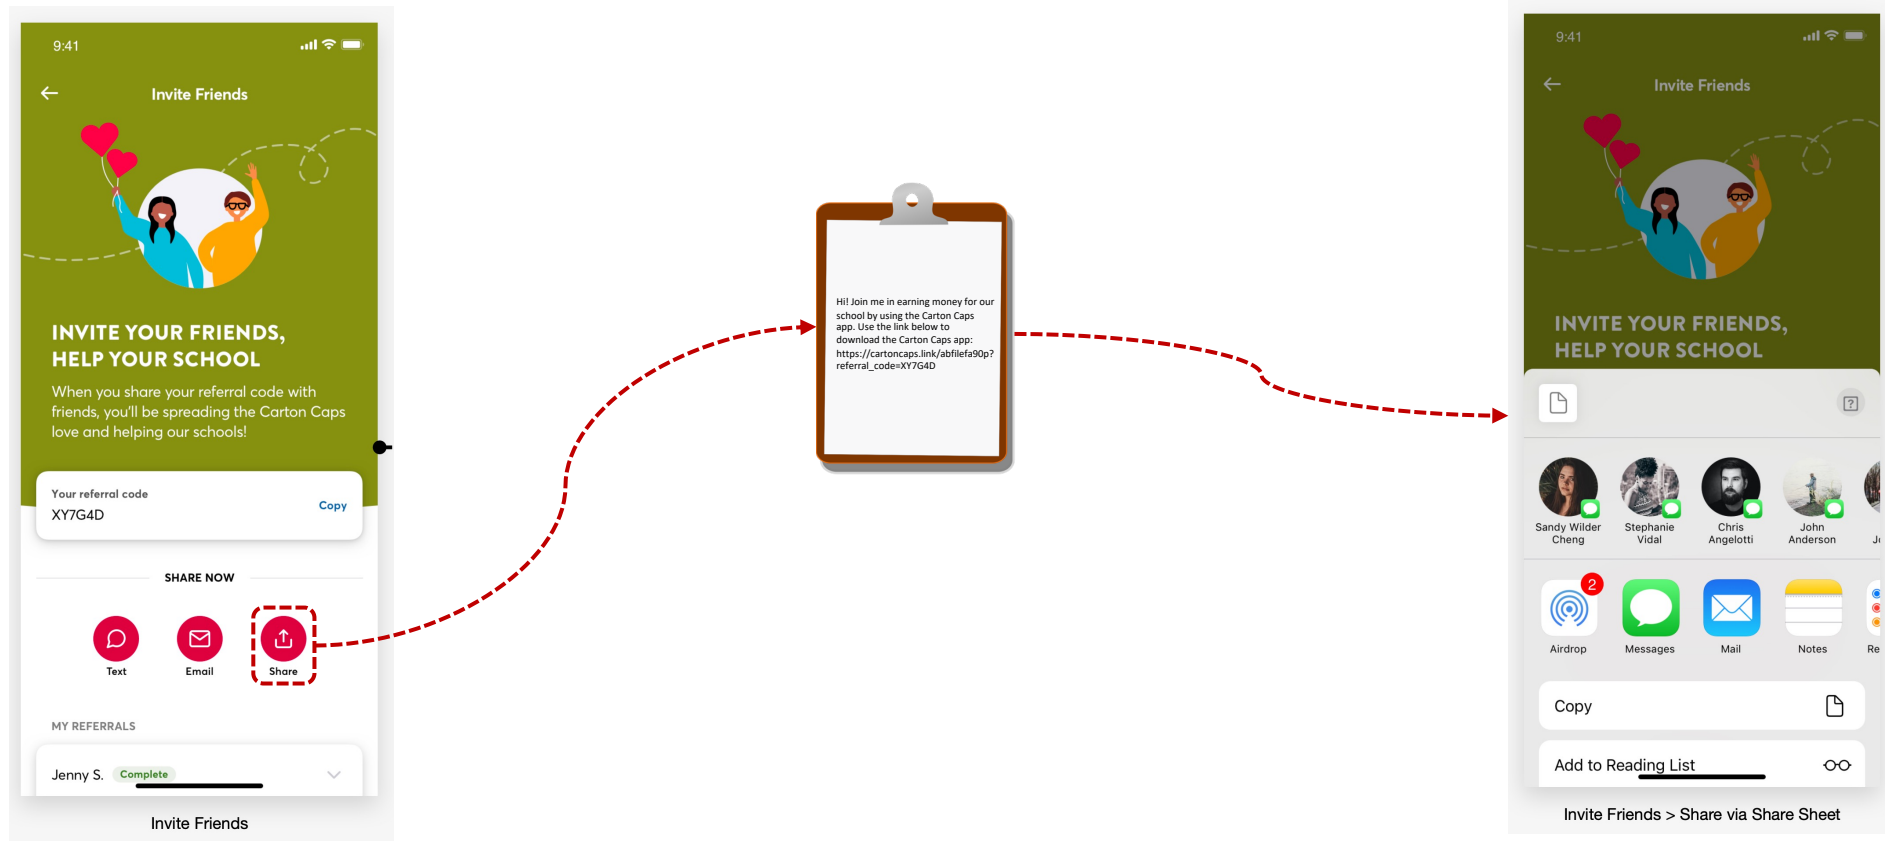 9:41
Invite Friends
INVITE YOUR FRIENDS,
HELP YOUR SCHOOL
When you share your referral code with
friends, you'll be spreading the Carton Caps
love and helping our schools!
Your referral code
XY7G4D
Copy
SHARE NOW
Text
Email
Share
MY REFERRALS
Jenny S.
Complete
Invite Friends
Hi! Join me in earning money for our
school by using the Carton Caps
app. Use the link below to
download the Carton Caps app:
https://cartoncaps.link/abfilefa90p?
referral_code=XY7G4D
9:41
Invite Friends
INVITE YOUR FRIENDS,
HELP YOUR SCHOOL
?
Sandy Wilder
Cheng
Stephanie
Vidal
Chris
Angelotti
John
Anderson
2
Airdrop
Messages
Mail
Notes
Re
Copy
Add to Reading List
Invite Friends > Share via Share Sheet